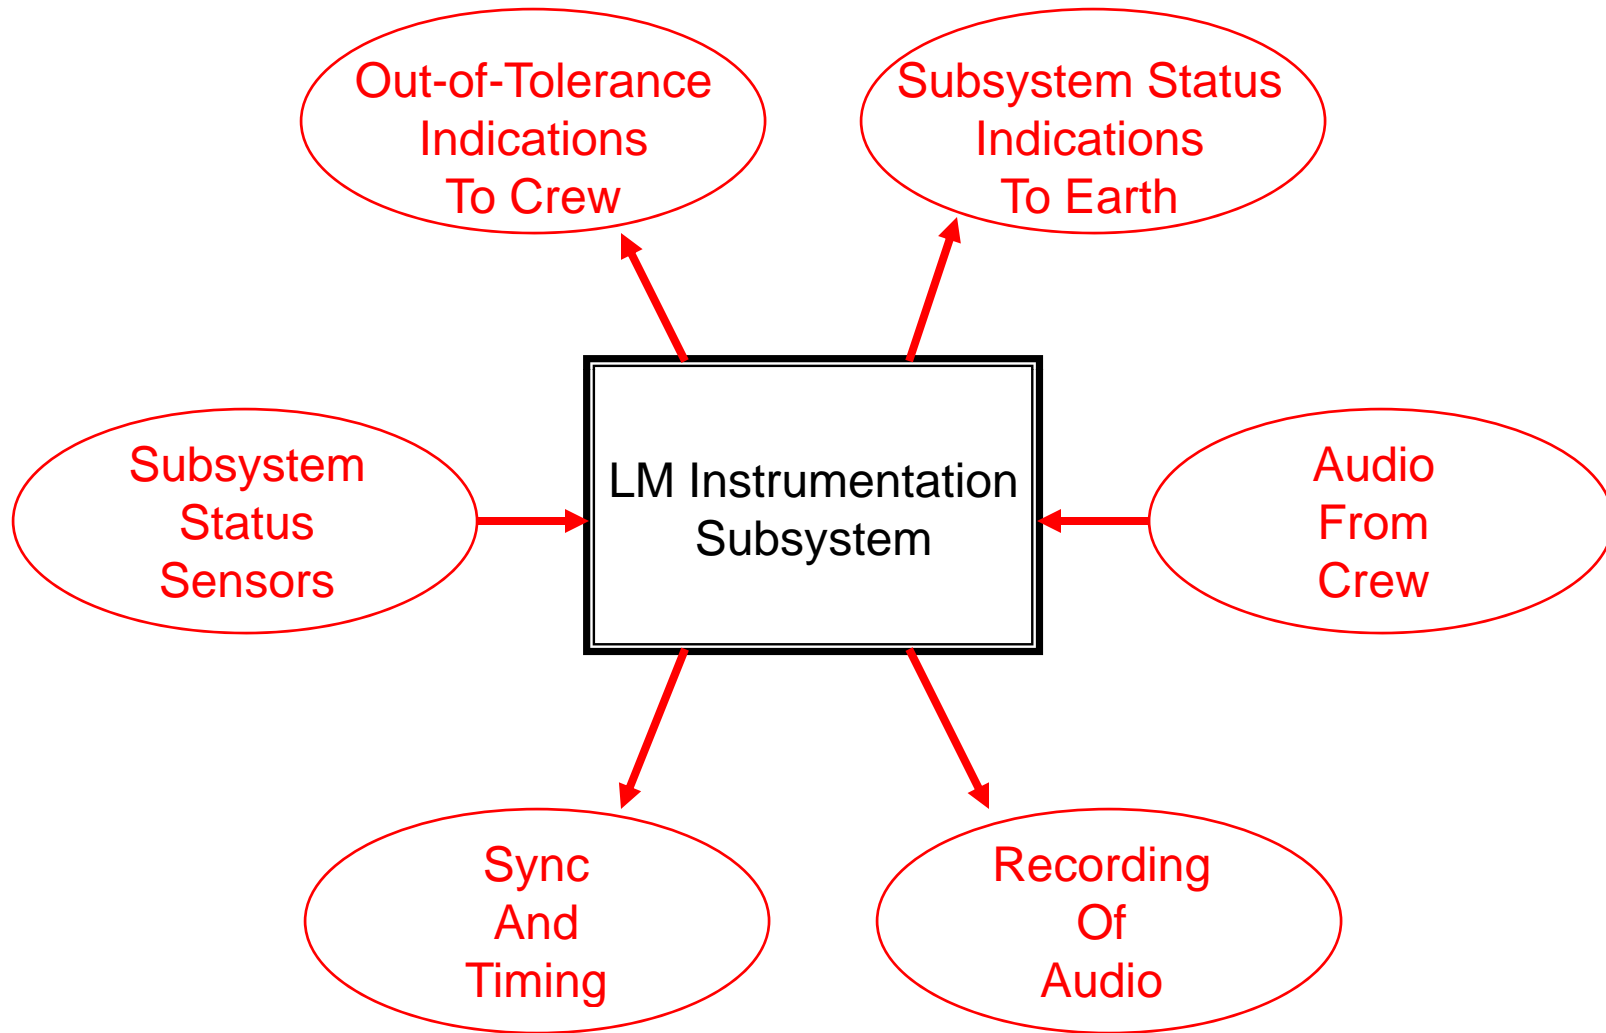 Out-of-Tolerance
Indications
To Crew
Subsystem Status
Indications
To Earth
Subsystem
Status
Sensors
LM Instrumentation
Subsystem
Audio
From
Crew
Sync
And
Timing
Recording
Of
Audio